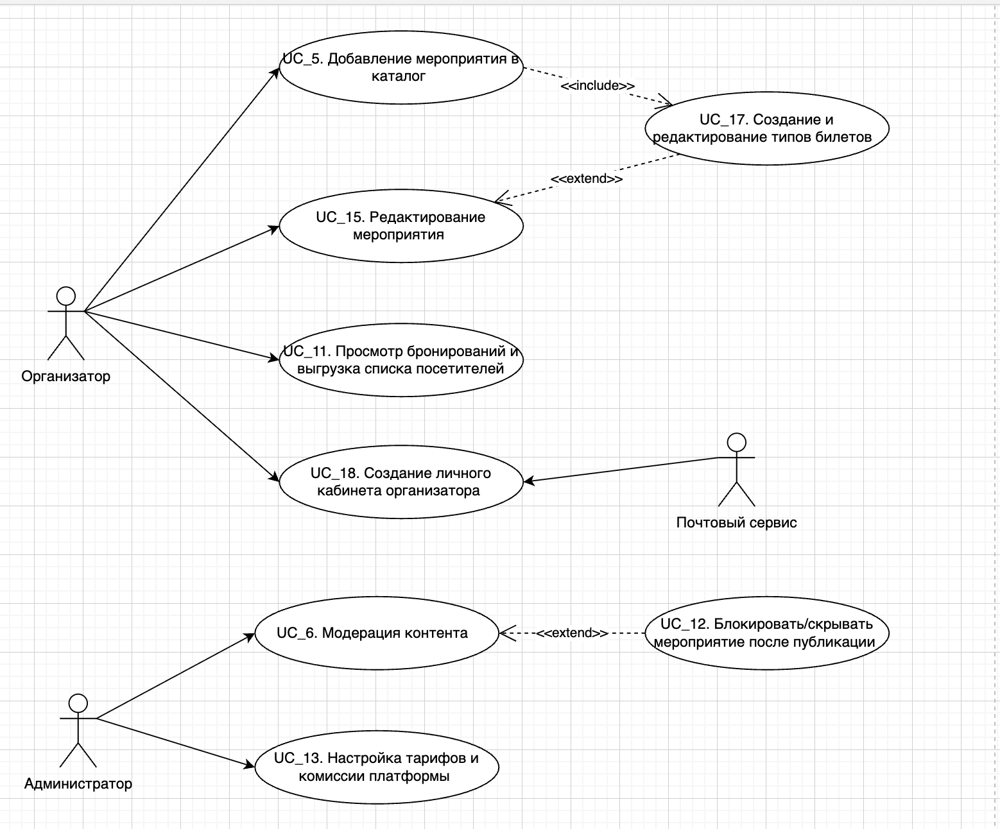 UC_5. Добавление мероприятия в
каталог
<<include>>
UC_17. Создание и
редактирование типов билетов
<<extend>>
UC_15. Редактирование
мероприятия
Организатор
UC_11. Просмотр бронирований и
выгрузка списка посетителей
UC_18. Создание личного
кабинета организатора
Почтовый сервис
UC_6. Модерация контента
<<extend>>
UC_12. Блокировать/скрывать
мероприятие после публикации
Администратор
UC_13. Настройка тарифов и
комиссии платформы